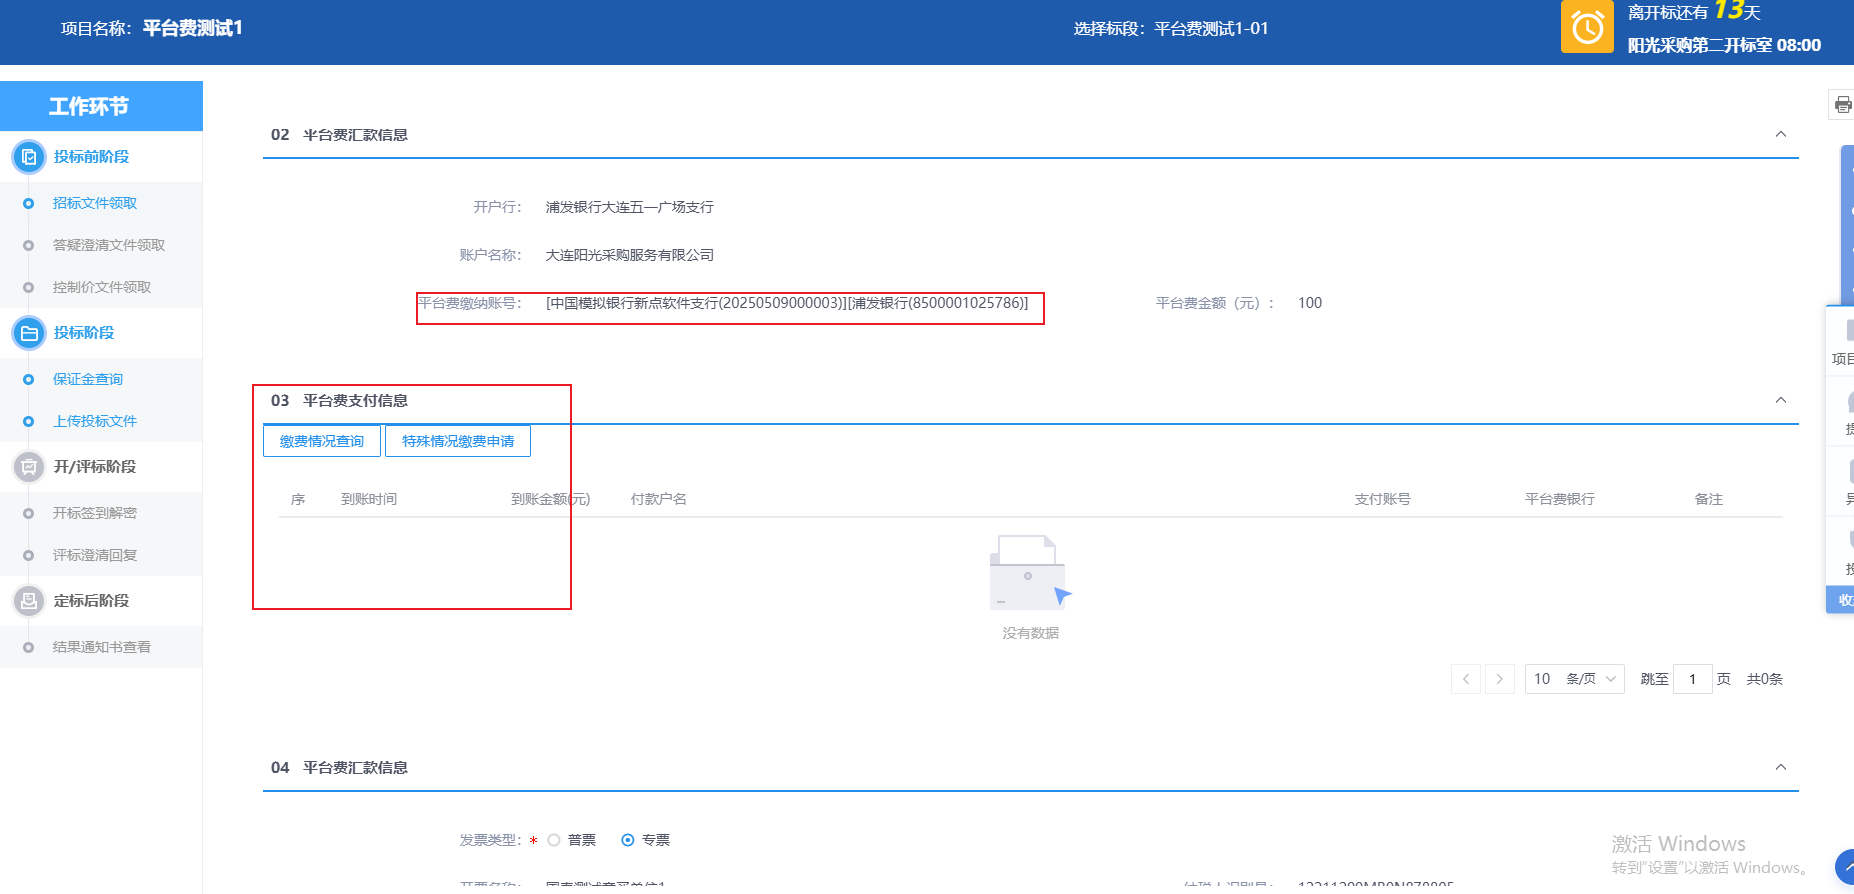 项目名称：平台费测试1
选择标段：平台费测试1-01
离开标还有13天
阳光采购第二开标室 08:00
工作环节
投标前阶段
招标文件领取
答疑澄清文件领取
控制价文件领取
投标阶段
保证金查询
上传投标文件
开/评标阶段
开标签到解密
评标澄清回复
定标后阶段
结果通知书查看
02 平台费汇款信息
开户行： 浦发银行大连五一广场支行
账户名称： 大连阳光采购服务有限公司
平台费缴纳账号： [中国模拟银行新点软件支行(20250509000003)][浦发银行(8500001025786)]
平台费金额（元）： 100
03 平台费支付信息
缴费情况查询 特殊情况缴费申请
序 到账时间 到账金额(元) 付款户名 支付账号 平台费银行 备注
没有数据
10 条/页 跳至 1 页 共0条
04 平台费汇款信息
发票类型：* 普票 专票
项目
收
激活 Windows
转到“设置”以激活 Windows。